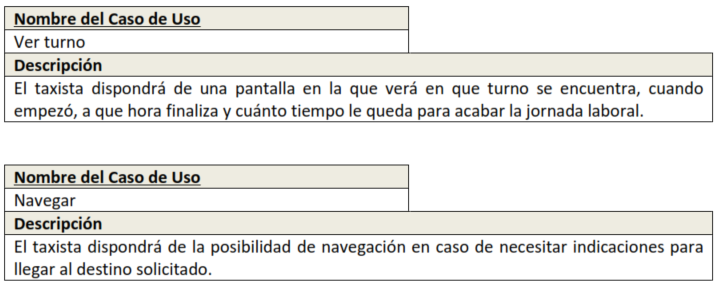 Nombre del Caso de Uso
Ver turno
Descripción
El taxista dispondrá de una pantalla en la que verá en que turno se encuentra, cuando
empezó, a que hora finaliza y cuánto tiempo le queda para acabar la jornada laboral.
Nombre del Caso de Uso
Navegar
Descripción
El taxista dispondrá de la posibilidad de navegación en caso de necesitar indicaciones para
llegar al destino solicitado.